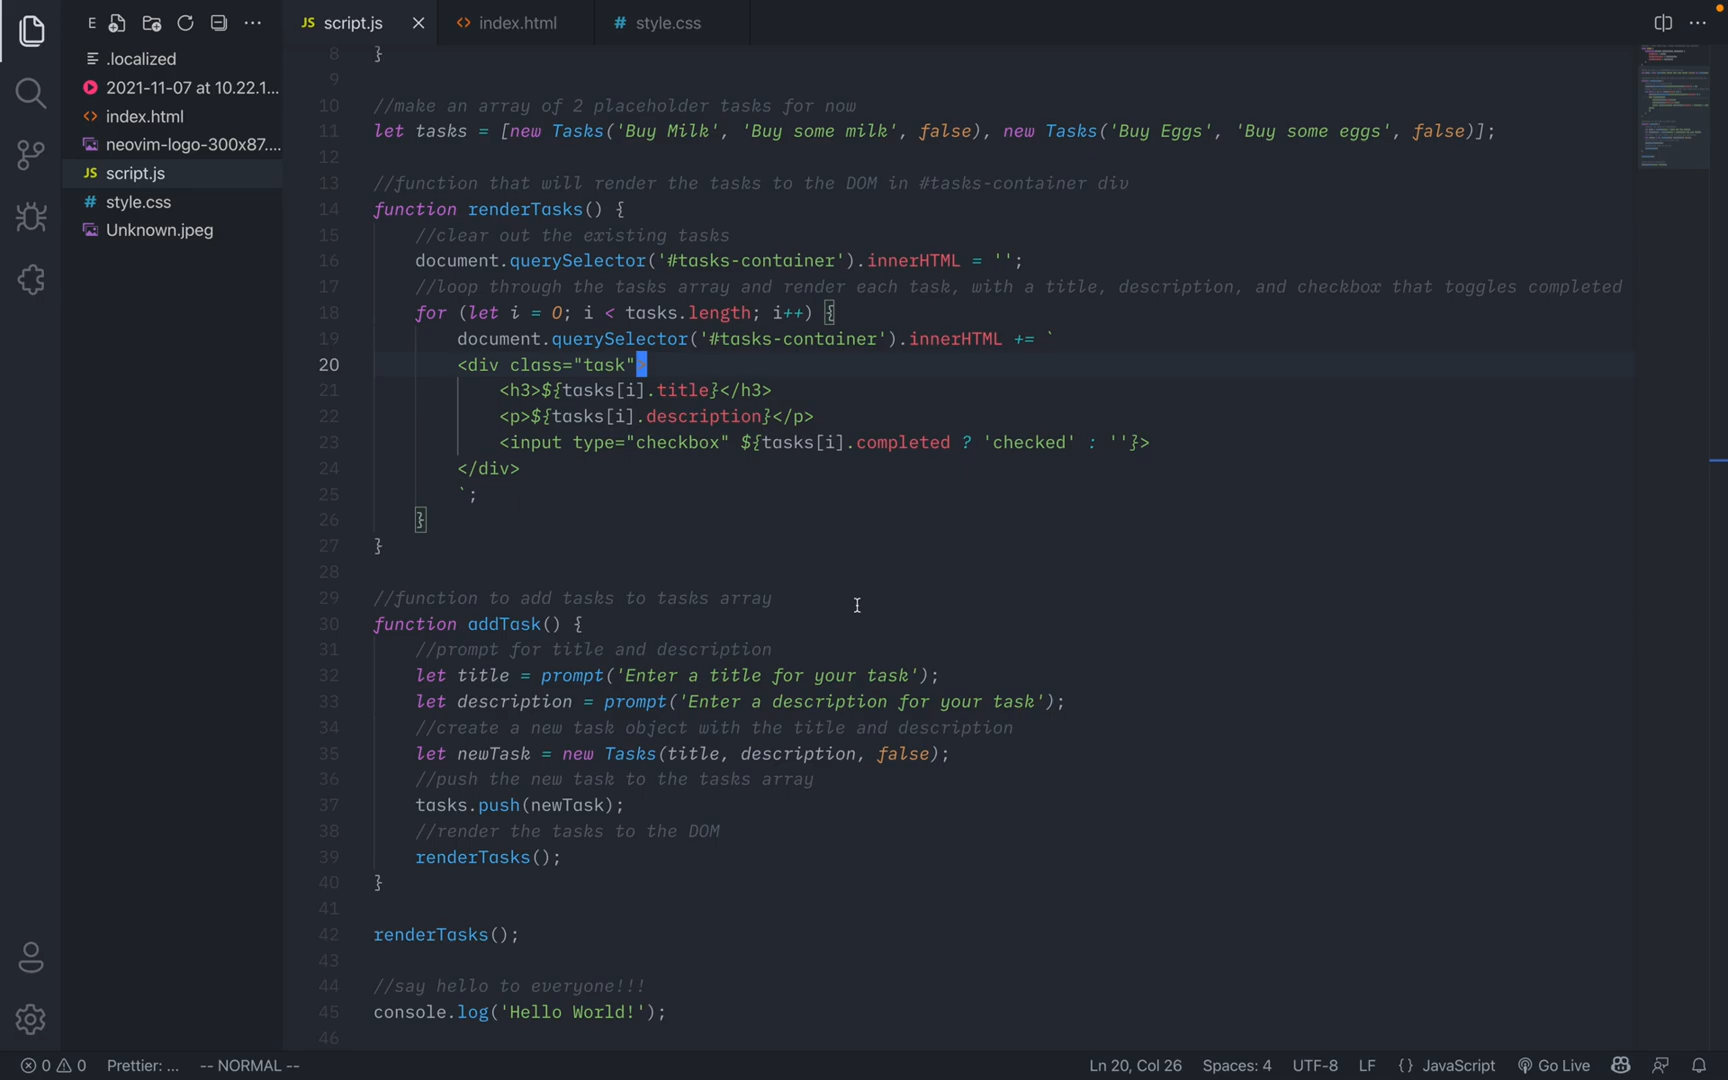 E
script.js
index.html
# style.css
.localized
2021-11-07 at 10.22.1...
index.html
neovim-logo-300x87....
JS script.js
# style.css
Unknown.jpeg
8 }
9
10 //make an array of 2 placeholder tasks for now
11 let tasks = [new Tasks('Buy Milk', 'Buy some milk', false), new Tasks('Buy Eggs', 'Buy some eggs', false)];
12
13 //function that will render the tasks to the DOM in #tasks-container div
14 function renderTasks() {
15 //clear out the existing tasks
16 document.querySelector('#tasks-container').innerHTML = '';
17 //loop through the tasks array and render each task, with a title, description, and checkbox that toggles completed
18 for (let i = 0; i < tasks.length; i++) {
19 document.querySelector('#tasks-container').innerHTML += `
20 <div class="task">
21 <h3>${tasks[i].title}</h3>
22 <p>${tasks[i].description}</p>
23 <input type="checkbox" ${tasks[i].completed ? 'checked' : ''}>
24 </div>
25 `;
26 }
27 }
28
29 //function to add tasks to tasks array
30 function addTask() {
31 //prompt for title and description
32 let title = prompt('Enter a title for your task');
33 let description = prompt('Enter a description for your task');
34 //create a new task object with the title and description
35 let newTask = new Tasks(title, description, false);
36 //push the new task to the tasks array
37 tasks.push(newTask);
38 //render the tasks to the DOM
39 renderTasks();
40 }
41
42 renderTasks();
43
44 //say hello to everyone!!!
45 console.log('Hello World!');
46
0 0 Prettier: ... -- NORMAL -- Ln 20, Col 26 Spaces: 4 UTF-8 LF { } JavaScript Go Live